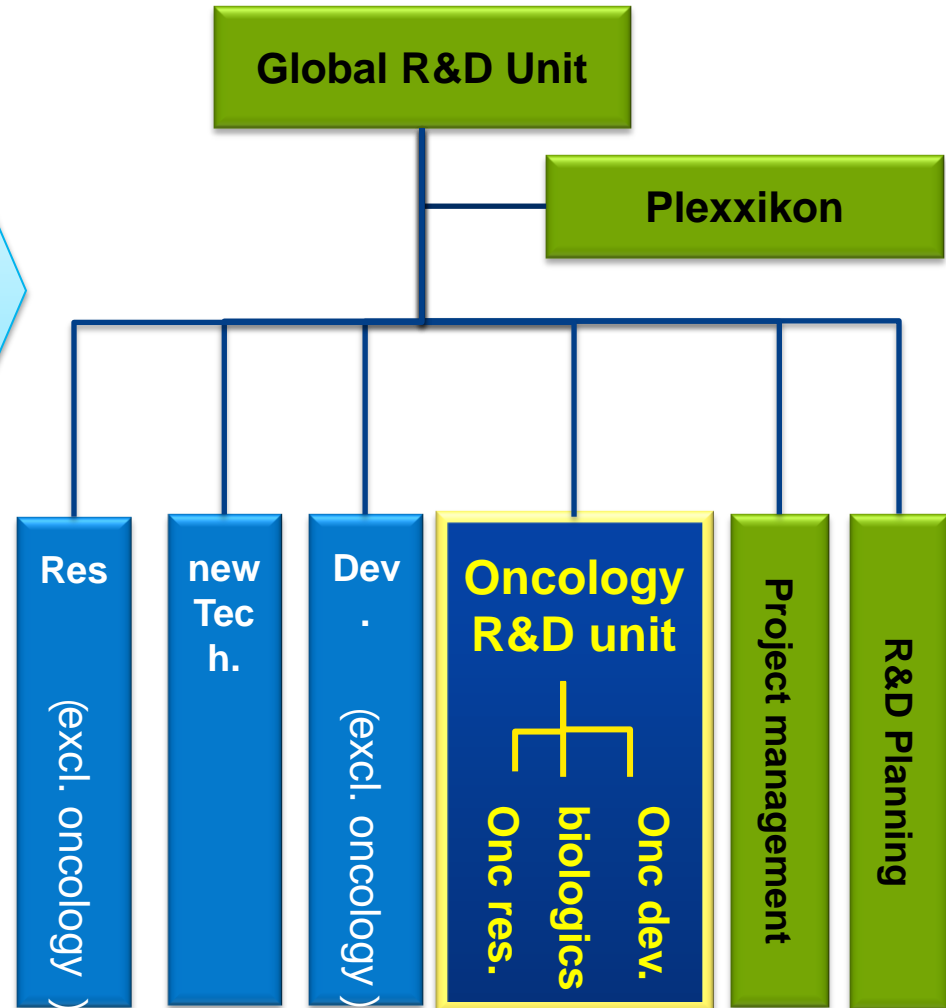 Global R&D Unit
Plexxikon
Res
(excl. oncology )
new
Tec
h.
Dev
.
(excl. oncology )
Oncology
R&D unit
Onc res.
biologics
Onc dev.
Project management
R&D Planning